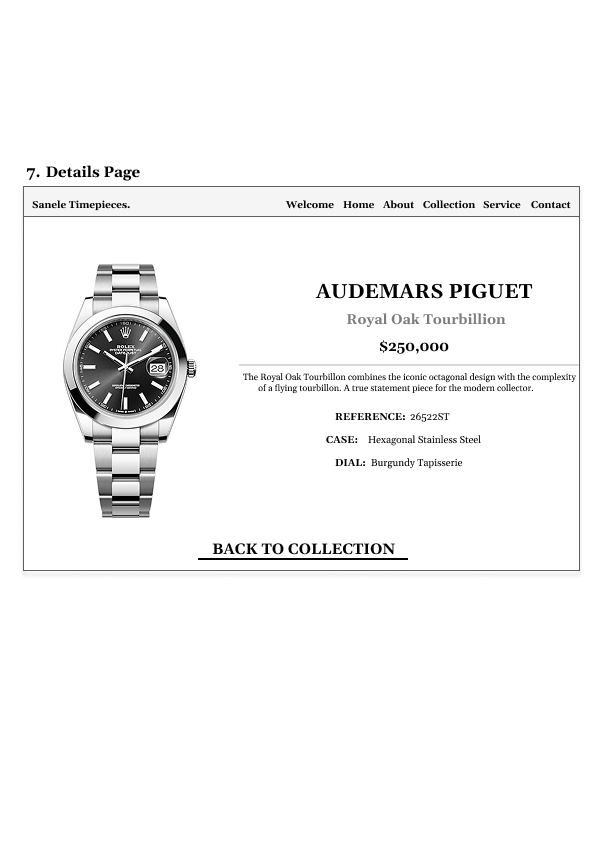 7. Details Page
Sanele Timepieces.
Welcome Home About Collection Service Contact
ROLEX
28
AUDEMARS PIGUET
Royal Oak Tourbillion
$250,000
The Royal Oak Tourbillon combines the iconic octagonal design with the complexity
of a flying tourbillon. A true statement piece for the modern collector.
REFERENCE: 26522ST
CASE: Hexagonal Stainless Steel
DIAL: Burgundy Tapisserie
BACK TO COLLECTION